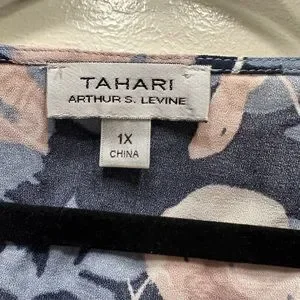 TAHARI
ARTHUR S. LEVINE
1X
CHINA